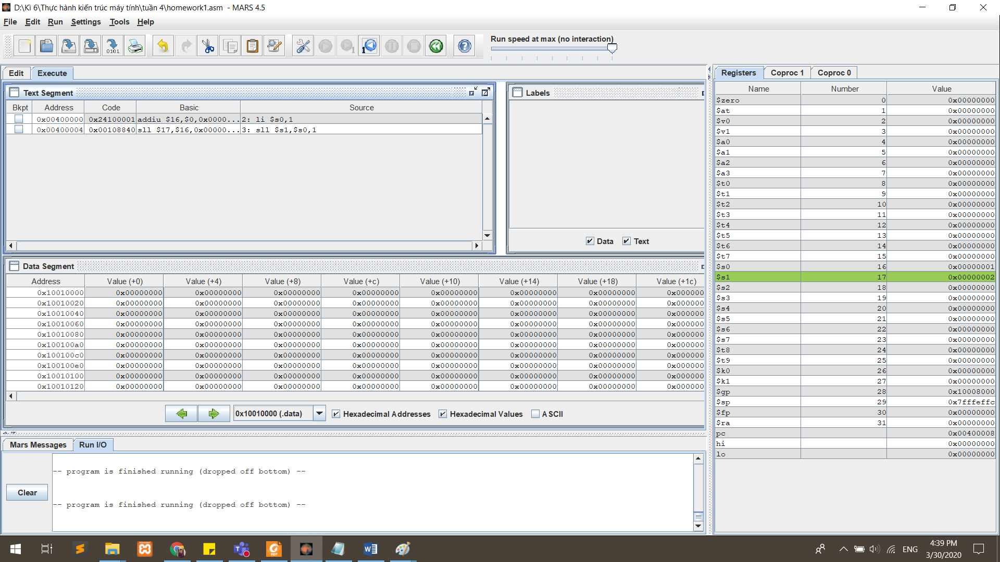 D:\Kì 6\Thực hành kiến trúc máy tính\tuần 4\homework1.asm - MARS 4.5
File Edit Run Settings Tools Help
Run speed at max (no interaction)
Edit Execute
Text Segment
Bkpt Address Code Basic Source
0x00400000 0x24100001 addiu $16,$0,0x0000... 2: li $s0,1
0x00400004 0x00108840 sll $17,$16,0x00000... 3: sll $s1,$s0,1
Labels
Data Text
Data Segment
Address Value (+0) Value (+4) Value (+8) Value (+c) Value (+10) Value (+14) Value (+18) Value (+1c)
0x10010000 0x00000000 0x00000000 0x00000000 0x00000000 0x00000000 0x00000000 0x00000000 0x000000
0x10010020 0x00000000 0x00000000 0x00000000 0x00000000 0x00000000 0x00000000 0x00000000 0x000000
0x10010040 0x00000000 0x00000000 0x00000000 0x00000000 0x00000000 0x00000000 0x00000000 0x000000
0x10010060 0x00000000 0x00000000 0x00000000 0x00000000 0x00000000 0x00000000 0x00000000 0x000000
0x10010080 0x00000000 0x00000000 0x00000000 0x00000000 0x00000000 0x00000000 0x00000000 0x000000
0x100100a0 0x00000000 0x00000000 0x00000000 0x00000000 0x00000000 0x00000000 0x00000000 0x000000
0x100100c0 0x00000000 0x00000000 0x00000000 0x00000000 0x00000000 0x00000000 0x00000000 0x000000
0x100100e0 0x00000000 0x00000000 0x00000000 0x00000000 0x00000000 0x00000000 0x00000000 0x000000
0x10010100 0x00000000 0x00000000 0x00000000 0x00000000 0x00000000 0x00000000 0x00000000 0x000000
0x10010120 0x00000000 0x00000000 0x00000000 0x00000000 0x00000000 0x00000000 0x00000000 0x000000
0x10010000 (.data) Hexadecimal Addresses Hexadecimal Values ASCII
Mars Messages Run I/O
-- program is finished running (dropped off bottom) --
Clear
-- program is finished running (dropped off bottom) --
Registers Coproc 1 Coproc 0
Name Number Value
$zero 0 0x00000000
$at 1 0x00000000
$v0 2 0x00000000
$v1 3 0x00000000
$a0 4 0x00000000
$a1 5 0x00000000
$a2 6 0x00000000
$a3 7 0x00000000
$t0 8 0x00000000
$t1 9 0x00000000
$t2 10 0x00000000
$t3 11 0x00000000
$t4 12 0x00000000
$t5 13 0x00000000
$t6 14 0x00000000
$t7 15 0x00000000
$s0 16 0x00000001
$s1 17 0x00000002
$s2 18 0x00000000
$s3 19 0x00000000
$s4 20 0x00000000
$s5 21 0x00000000
$s6 22 0x00000000
$s7 23 0x00000000
$t8 24 0x00000000
$t9 25 0x00000000
$k0 26 0x00000000
$k1 27 0x00000000
$gp 28 0x10008000
$sp 29 0x7fffeffc
$fp 30 0x00000000
$ra 31 0x00000000
pc 0x00400008
hi 0x00000000
lo 0x00000000
ENG
4:39 PM
3/30/2020